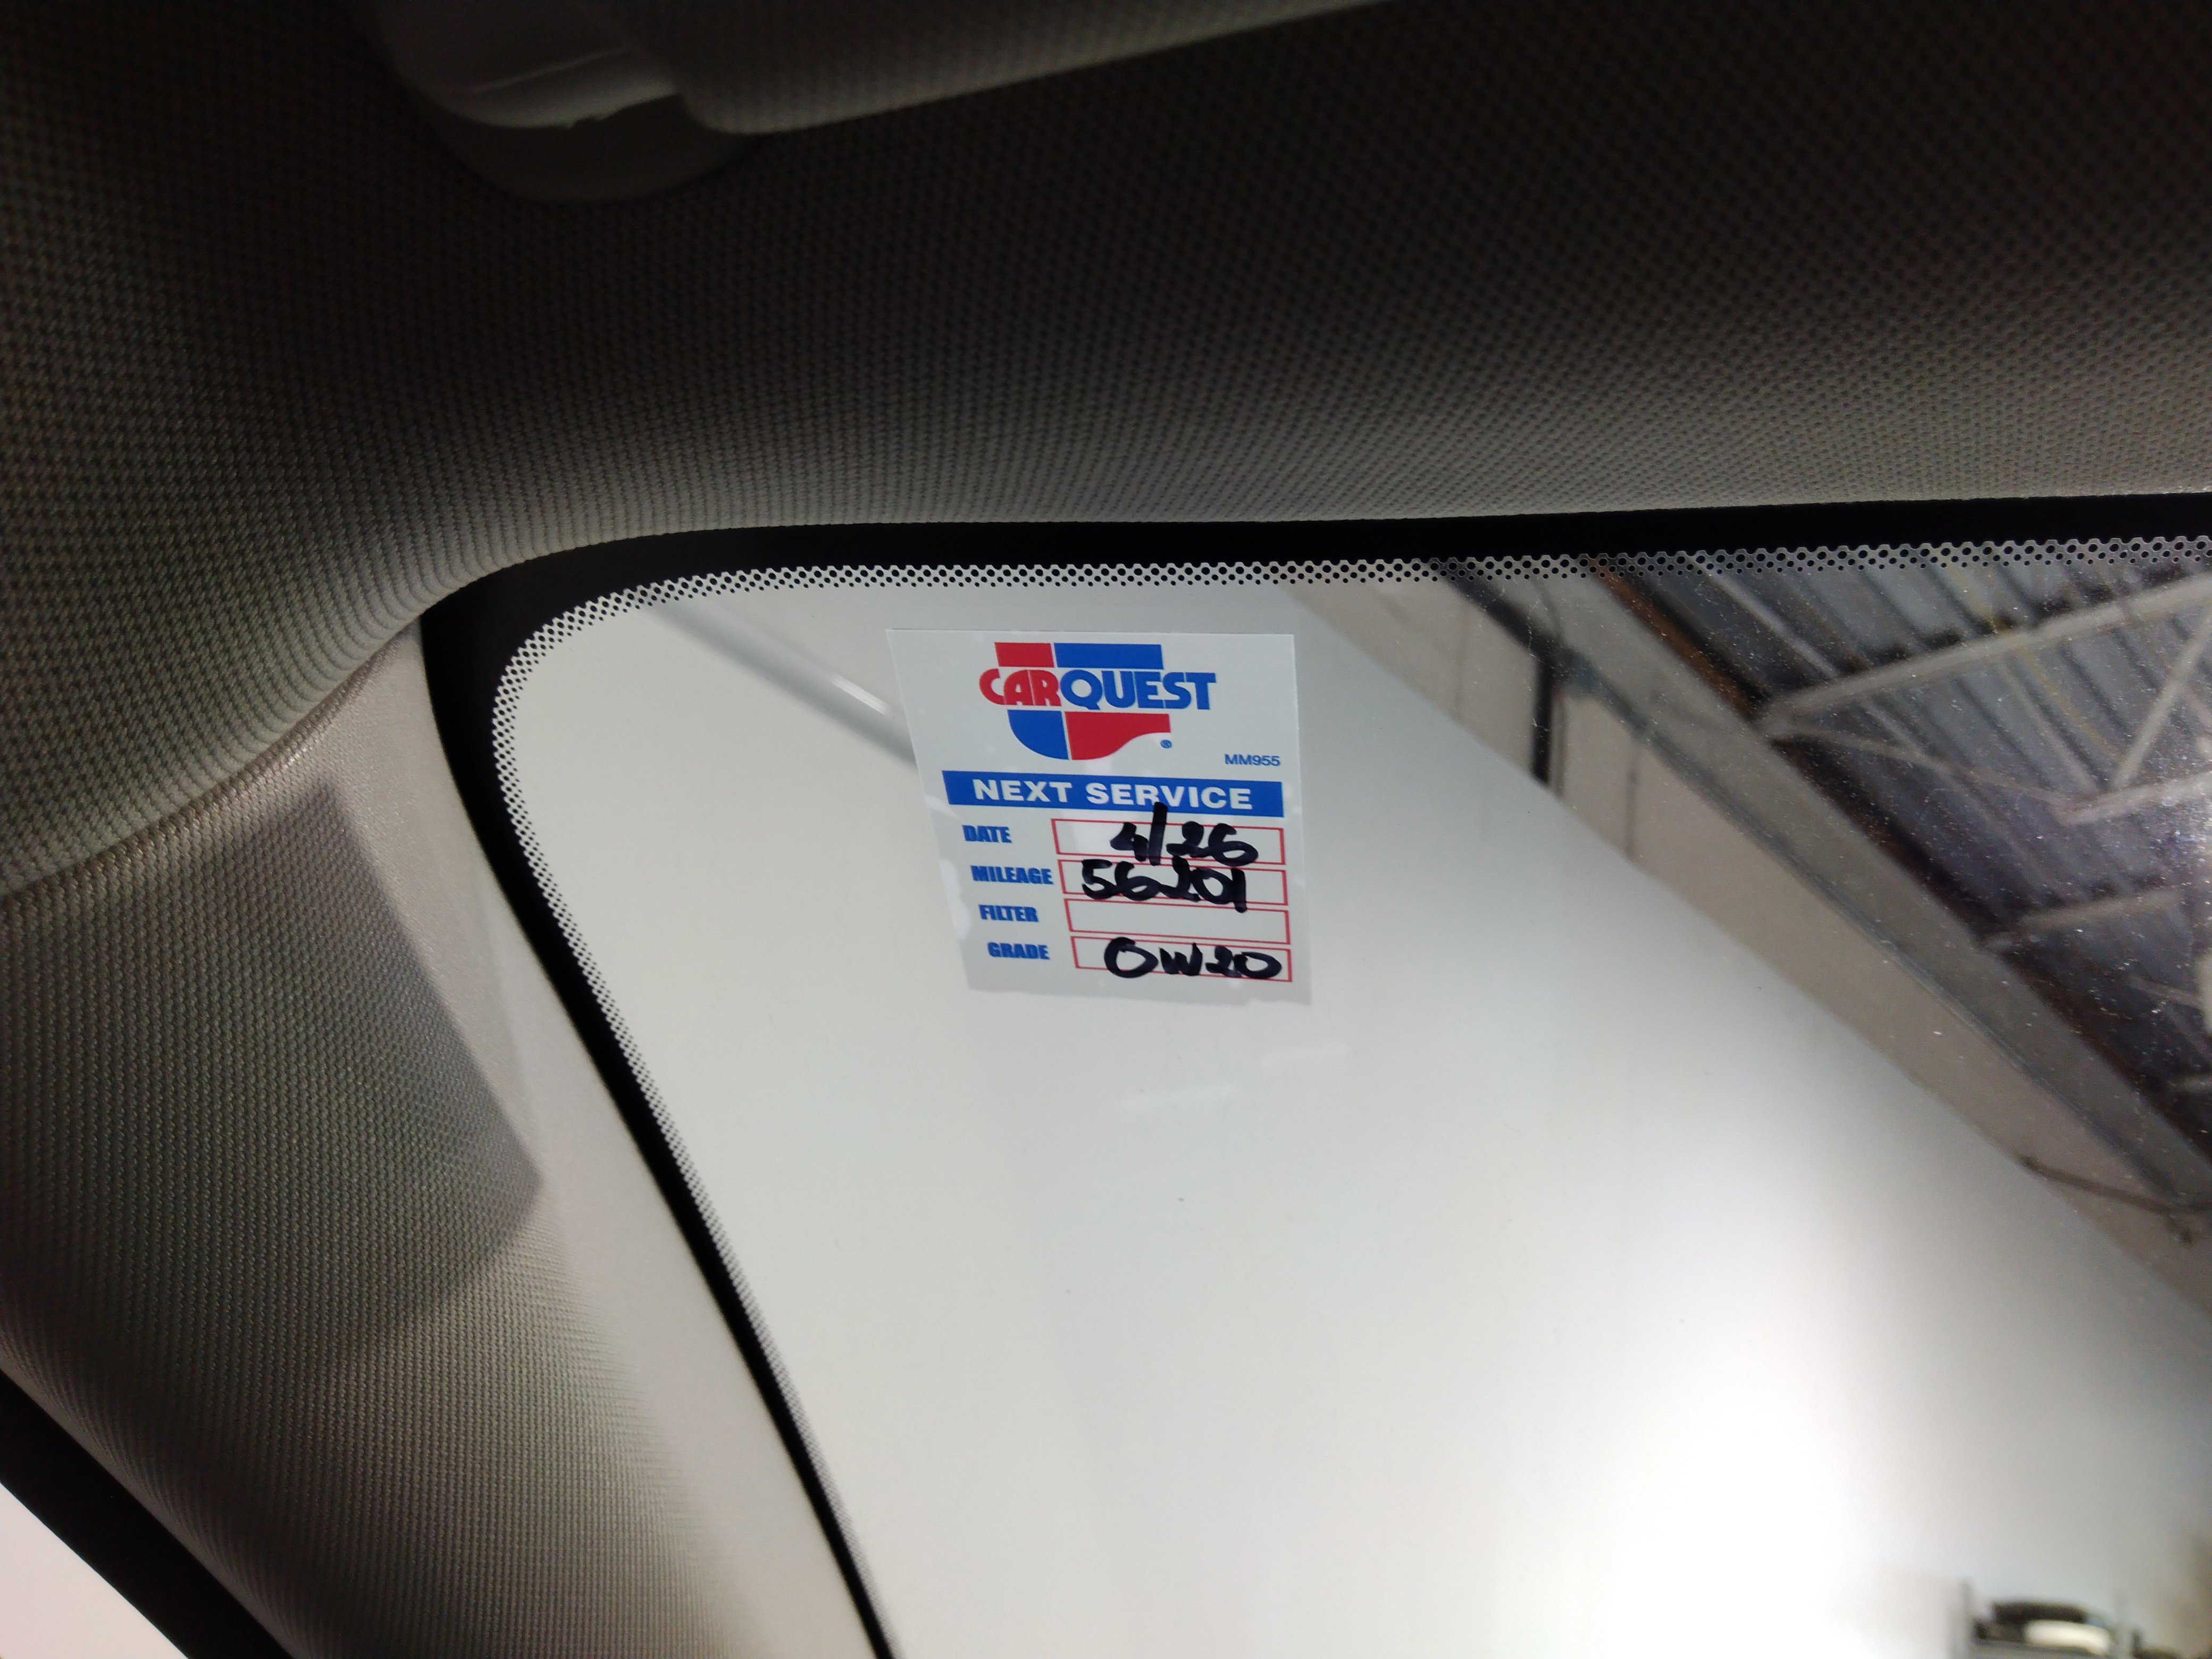 CARQUEST
®
MM955
NEXT SERVICE
DATE 4/26
MILEAGE 56201
FILTER
GRADE 0W20